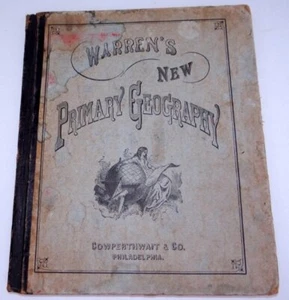 WARREN'S
NEW
PRIMARY GEOGRAPHY
COWPERTHWAIT & CO.
PHILADELPHIA.